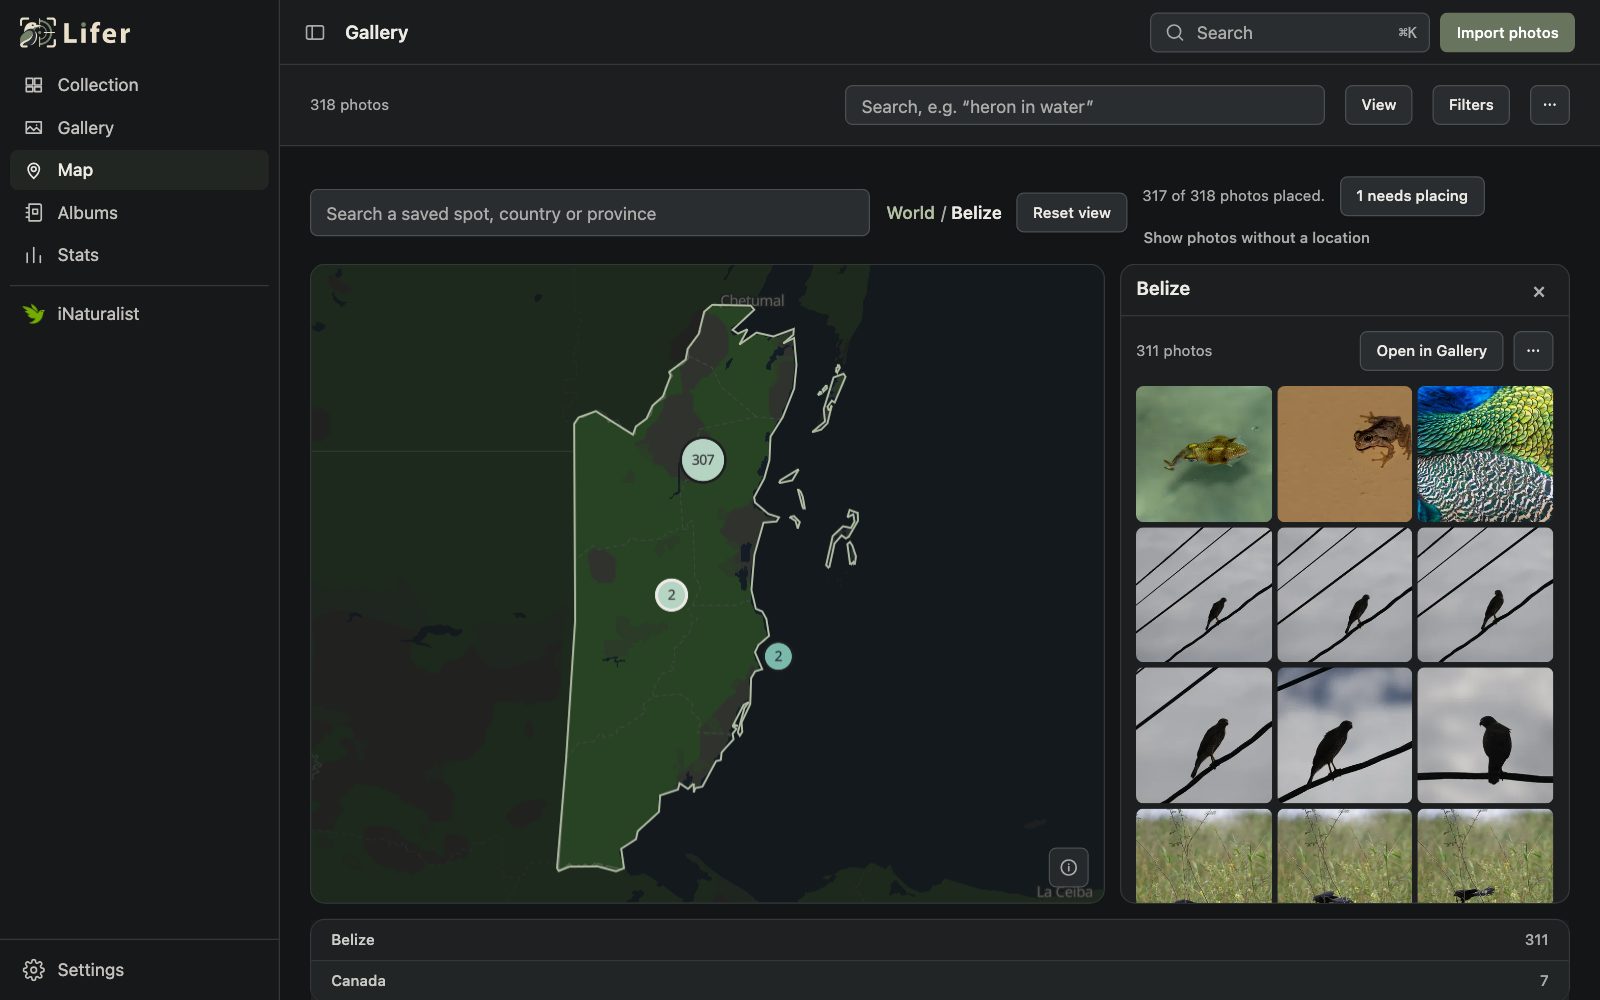 Lifer
Collection
Gallery
Map
Albums
Stats
iNaturalist
Settings
Gallery
Search ⌘K
Import photos
318 photos
Search, e.g. “heron in water”
View
Filters
...
Search a saved spot, country or province
World / Belize
Reset view
317 of 318 photos placed.
1 needs placing
Show photos without a location
Chetumal
307
2
2
La Ceiba
Belize
311 photos
Open in Gallery
...
Belize 311
Canada 7